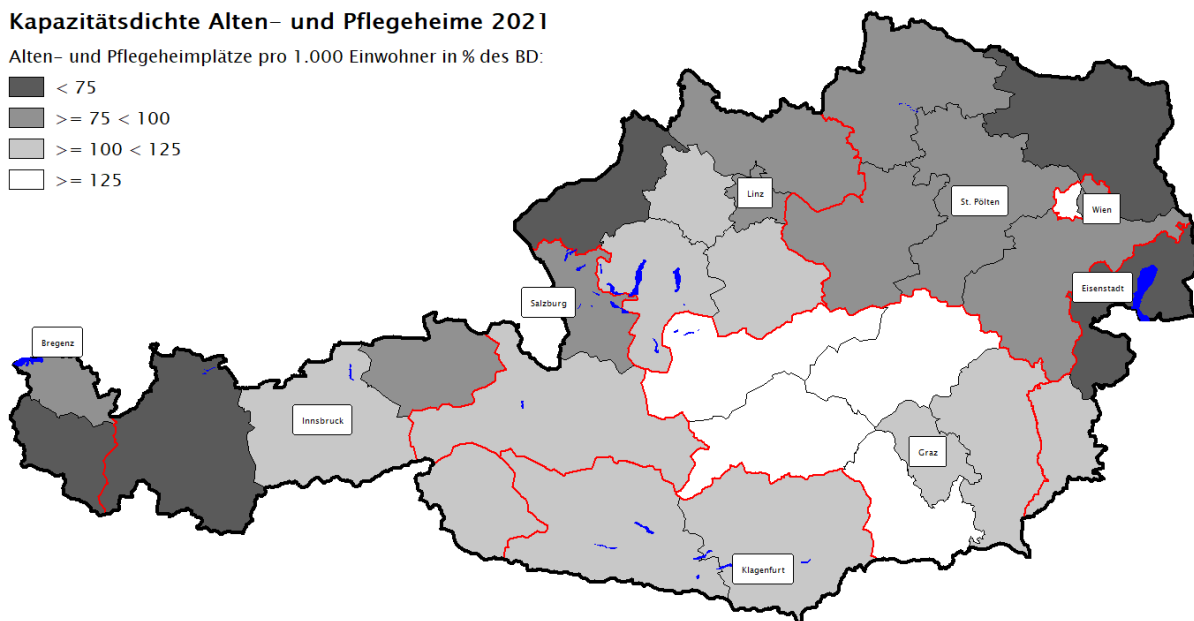 Kapazitätsdichte Alten- und Pflegeheime 2021
Alten- und Pflegeheimplätze pro 1.000 Einwohner in % des BD:
< 75
>= 75 < 100
>= 100 < 125
>= 125
Linz
St. Pölten
Wien
Eisenstadt
Salzburg
Bregenz
Innsbruck
Graz
Klagenfurt